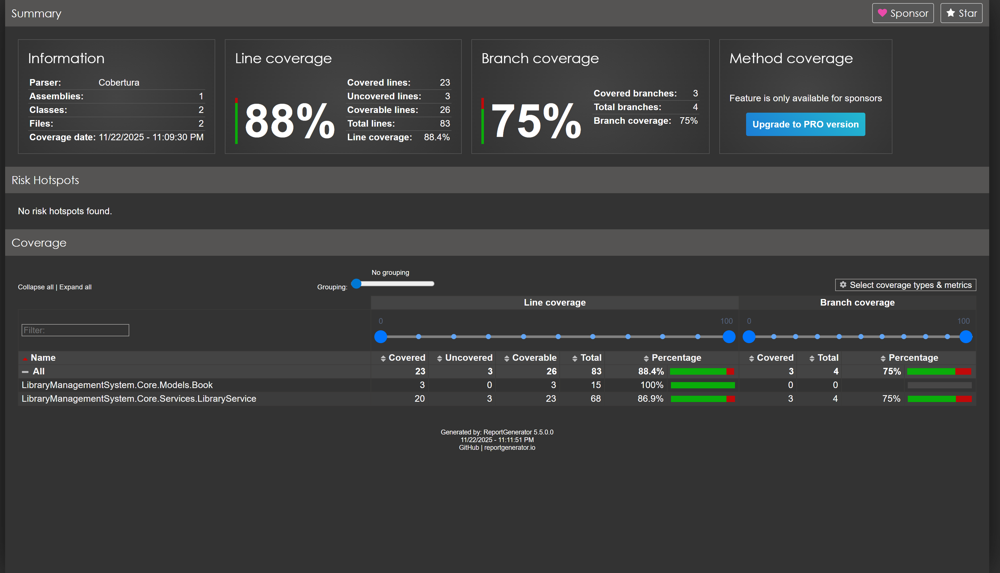 Summary
Sponsor
Star
Information
Parser: Cobertura
Assemblies: 1
Classes: 2
Files: 2
Coverage date: 11/22/2025 - 11:09:30 PM
Line coverage
88%
Covered lines: 23
Uncovered lines: 3
Coverable lines: 26
Total lines: 83
Line coverage: 88.4%
Branch coverage
75%
Covered branches: 3
Total branches: 4
Branch coverage: 75%
Method coverage
Feature is only available for sponsors
Upgrade to PRO version
Risk Hotspots
No risk hotspots found.
Coverage
Collapse all | Expand all
No grouping
Grouping:
Select coverage types & metrics
Line coverage Branch coverage
0 100 0 100
Filter:
Name Covered Uncovered Coverable Total Percentage Covered Total Percentage
All 23 3 26 83 88.4% 3 4 75%
LibraryManagementSystem.Core.Models.Book 3 0 3 15 100% 0 0
LibraryManagementSystem.Core.Services.LibraryService 20 3 23 68 86.9% 3 4 75%
Generated by: ReportGenerator 5.5.0.0
11/22/2025 - 11:11:51 PM
GitHub | reportgenerator.io